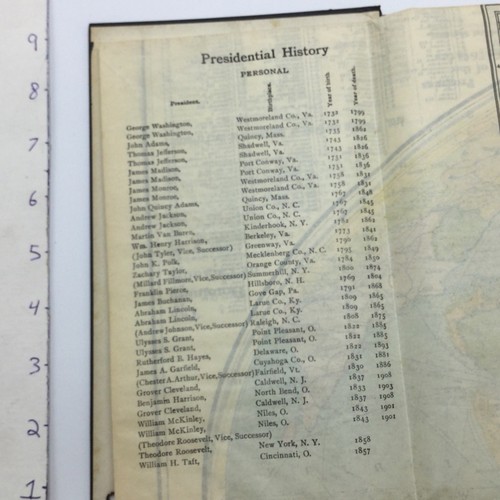 Presidential History
PERSONAL
President. Birthplace. Year of birth. Year of death.
George Washington, Westmoreland Co., Va. 1732 1799
George Washington, Westmoreland Co., Va. 1732 1799
John Adams, Quincy, Mass. 1735
Thomas Jefferson, Shadwell, Va. 1743 1826
Thomas Jefferson, Shadwell, Va. 1743 1826
James Madison, Port Conway, Va. 1751 1836
James Madison, Port Conway, Va. 1751 1836
James Monroe, Westmoreland Co., Va. 1758 1831
James Monroe, Westmoreland Co., Va. 1758 1831
John Quincy Adams, Quincy, Mass. 1767 1848
Andrew Jackson, Union Co., N. C. 1767 1845
Andrew Jackson, Union Co., N. C. 1767 1845
Martin Van Buren, Kinderhook, N. Y. 1782 1862
Wm. Henry Harrison, Berkeley, Va. 1773 1841
(John Tyler, Vice, Successor) Greenway, Va. 1790 1862
John K. Polk, Mecklenberg Co., N. C. 1795 1849
Zachary Taylor, Orange County, Va. 1784 1850
(Millard Fillmore, Vice, Successor) Summerhill, N. Y. 1800 1874
Franklin Pierce, Hillsboro, N. H. 1769
James Buchanan, Gove Gap, Pa. 1791 1868
Abraham Lincoln, Larue Co., Ky. 1809 1865
Abraham Lincoln, Larue Co., Ky. 1809 1865
(Andrew Johnson, Vice, Successor) Raleigh, N. C. 1808 1875
Ulysses S. Grant, Point Pleasant, O. 1822 1885
Ulysses S. Grant, Point Pleasant, O. 1822 1885
Rutherford B. Hayes, Delaware, O. 1822 1893
James A. Garfield, Cuyahoga Co., O. 1831 1881
(Chester A. Arthur, Vice, Successor) Fairfield, Vt. 1830 1886
Grover Cleveland, Caldwell, N. J. 1837 1908
Benjamin Harrison, North Bend, O. 1833
Grover Cleveland, Caldwell, N. J. 1837 1908
William McKinley, Niles, O. 1843 1901
William McKinley, Niles, O. 1843 1901
(Theodore Roosevelt, Vice, Successor)
Theodore Roosevelt, New York, N. Y. 1858
William H. Taft, Cincinnati, O. 1857
9
8
7
6
5
4
3
2
1